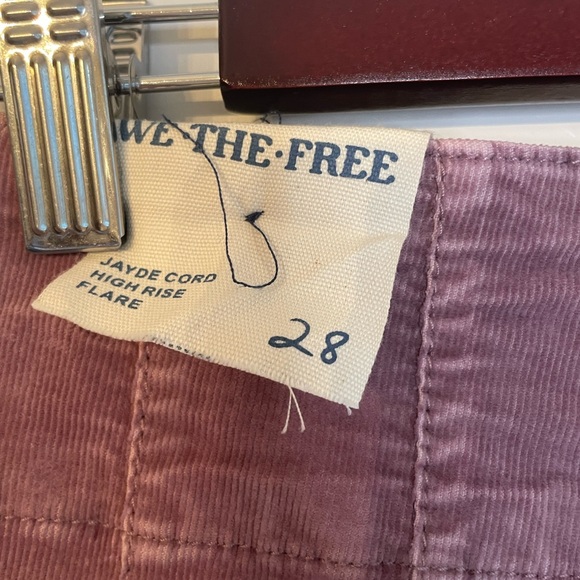 WE·THE·FREE
JAYDE CORD
HIGH RISE
FLARE
28